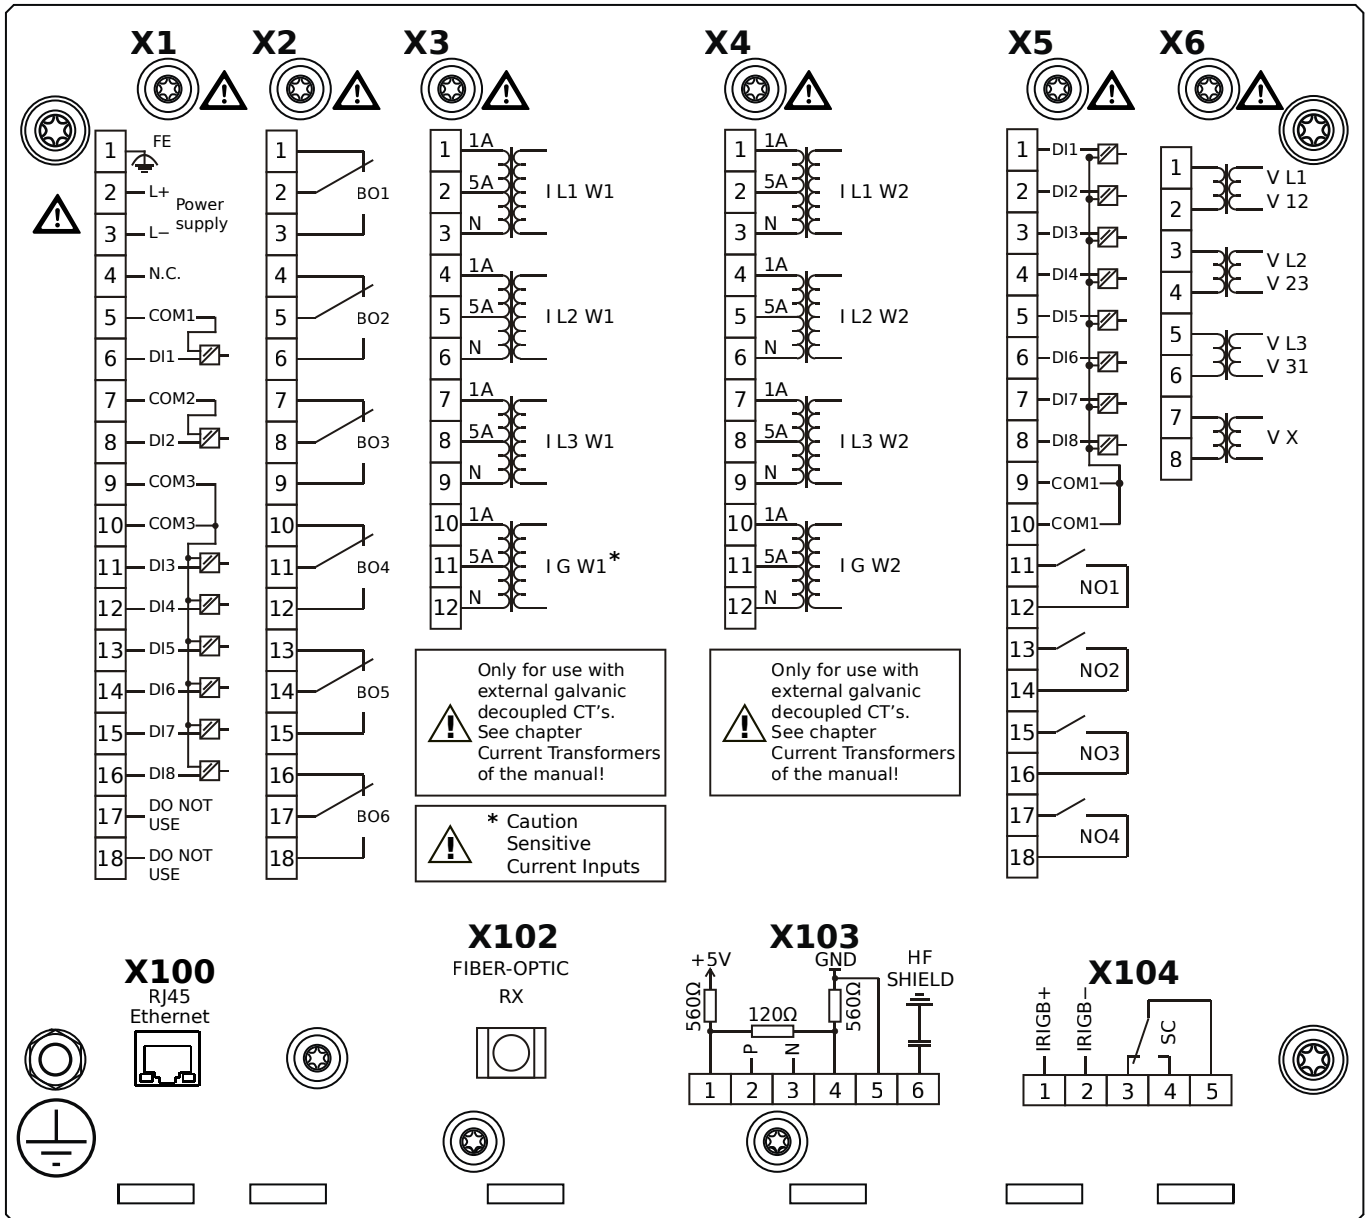 X1
1 FE
2 L+
Power
supply
3 L−
4 N.C.
5 COM1
6 DI1
7 COM2
8 DI2
9 COM3
10 COM3
11 DI3
12 DI4
13 DI5
14 DI6
15 DI7
16 DI8
17 DO NOT
USE
18 DO NOT
USE
X2
1
2 BO1
3
4
5 BO2
6
7
8 BO3
9
10
11 BO4
12
13
14 BO5
15
16
17 BO6
18
X3
1 1A
2 5A I L1 W1
3 N
4 1A
5 5A I L2 W1
6 N
7 1A
8 5A I L3 W1
9 N
10 1A
11 5A I G W1*
12 N
Only for use with
external galvanic
decoupled CT's.
See chapter
Current Transformers
of the manual!
* Caution
Sensitive
Current Inputs
X4
1 1A
2 5A I L1 W2
3 N
4 1A
5 5A I L2 W2
6 N
7 1A
8 5A I L3 W2
9 N
10 1A
11 5A I G W2
12 N
Only for use with
external galvanic
decoupled CT's.
See chapter
Current Transformers
of the manual!
X5
1 DI1
2 DI2
3 DI3
4 DI4
5 DI5
6 DI6
7 DI7
8 DI8
9 COM1
10 COM1
11
NO1
12
13
NO2
14
15
NO3
16
17
NO4
18
X6
1 V L1
2 V 12
3 V L2
4 V 23
5 V L3
6 V 31
7
V X
8
X100
RJ45
Ethernet
X102
FIBER-OPTIC
RX
X103
+5V GND HF
SHIELD
560Ω 120Ω 560Ω
P N
1 2 3 4 5 6
X104
IRIGB+ IRIGB− SC
1 2 3 4 5